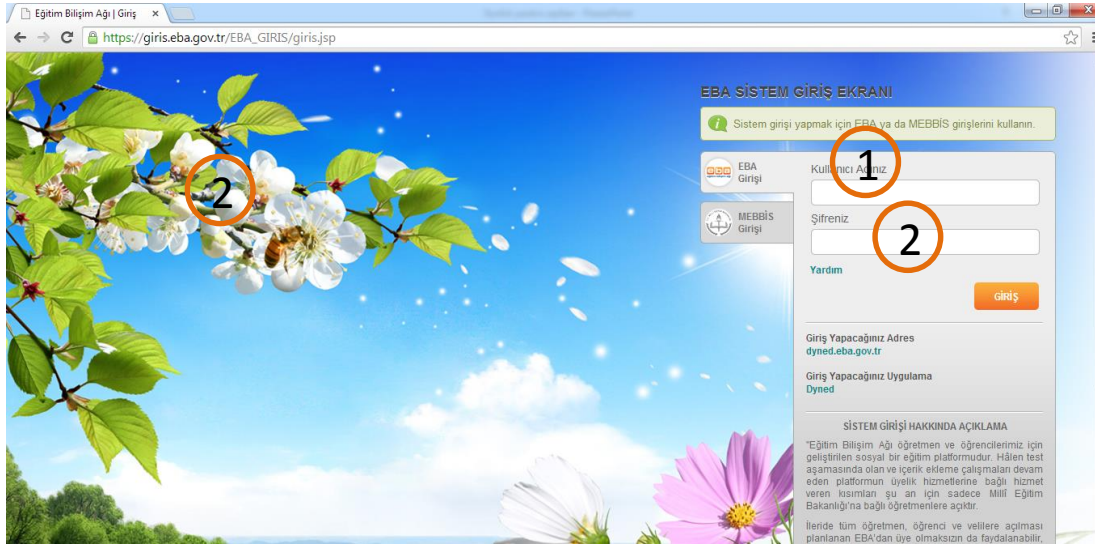 Eğitim Bilişim Ağı | Giriş
https://giris.eba.gov.tr/EBA_GIRIS/giris.jsp
EBA SİSTEM GİRİŞ EKRANI
Sistem girişi yapmak için EBA ya da MEBBİS girişlerini kullanın.
EBA
Girişi
MEBBİS
Girişi
Kullanıcı Adınız
1
Şifreniz
2
2
Yardım
GİRİŞ
Giriş Yapacağınız Adres
dyned.eba.gov.tr
Giriş Yapacağınız Uygulama
Dyned
SİSTEM GİRİŞİ HAKKINDA AÇIKLAMA
"Eğitim Bilişim Ağı öğretmen ve öğrencilerimiz için
geliştirilen sosyal bir eğitim platformudur. Hâlen test
aşamasında olan ve içerik ekleme çalışmaları devam
eden platformun üyelik hizmetlerine bağlı hizmet
veren kısımları şu an için sadece Millî Eğitim
Bakanlığı'na bağlı öğretmenlere açıktır.
İleride tüm öğretmen, öğrenci ve velilere açılması
planlanan EBA'dan üye olmaksızın da faydalanabilir,